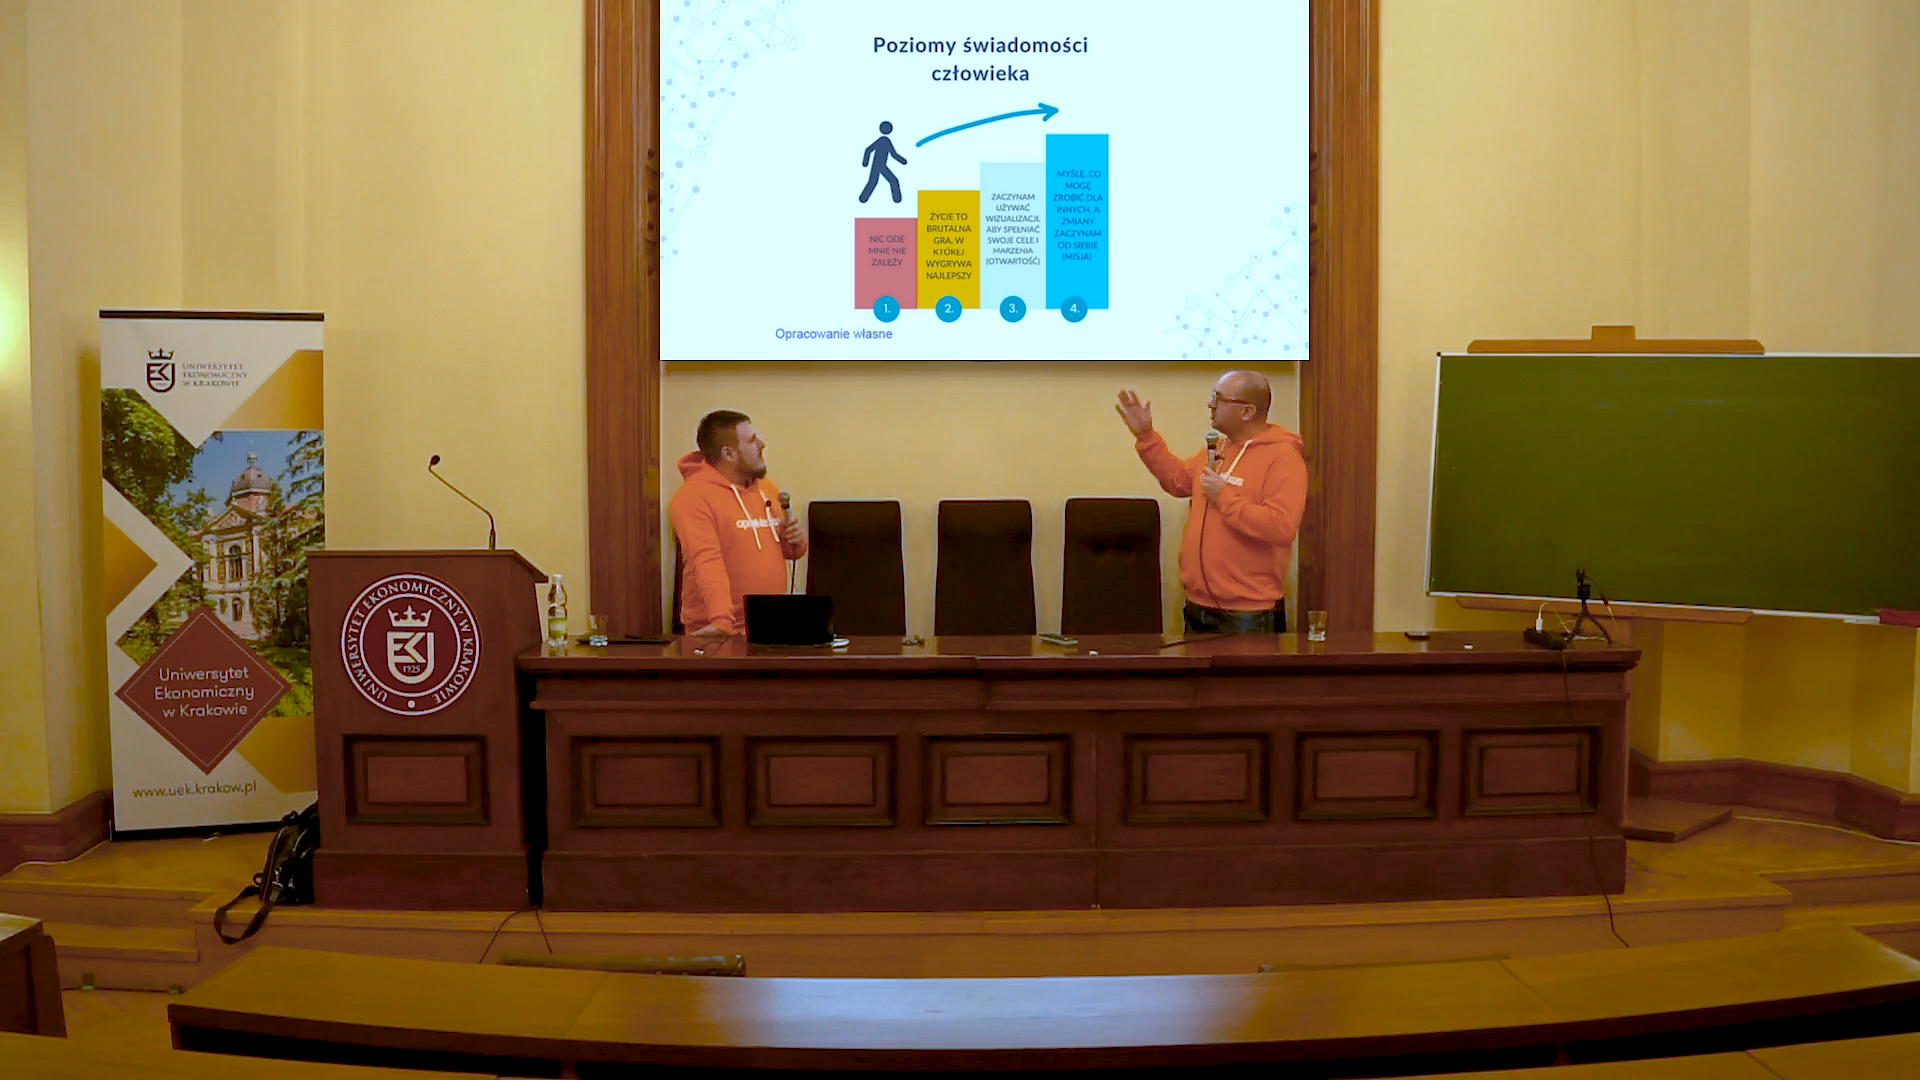 Poziomy świadomości
człowieka
NIC ODE
MNIE NIE
ZALEŻY
ŻYCIE TO
BRUTALNA
GRA, W
KTÓREJ
WYGRYWA
NAJLEPSZY
ZACZYNAM
UŻYWAĆ
WIZUALIZACJI,
ABY SPEŁNIAĆ
SWOJE CELE I
MARZENIA
(OTWARTOŚĆ)
MYŚLĘ, CO
MOGĘ
ZROBIĆ DLA
INNYCH, A
ZMIANY
ZACZYNAM
OD SIEBIE
(MISJA)
1.
2.
3.
4.
Opracowanie własne
UNIWERSYTET
EKONOMICZNY
W KRAKOWIE
Uniwersytet
Ekonomiczny
w Krakowie
www.uek.krakow.pl
UNIWERSYTET EKONOMICZNY W KRAKOWIE
1925